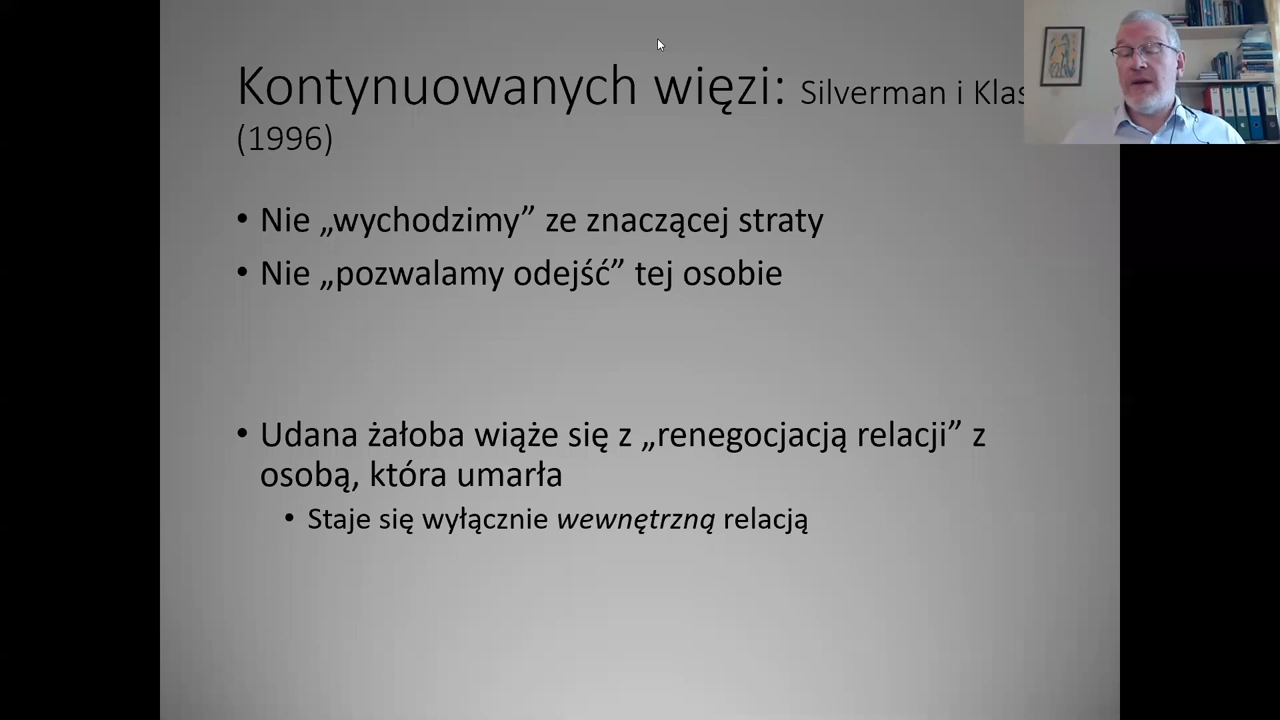 Kontynuowanych więzi: Silverman i
(1996)
• Nie „wychodzimy” ze znaczącej straty
• Nie „pozwalamy odejść” tej osobie
• Udana żałoba wiąże się z „renegocjacją relacji” z
osobą, która umarła
• Staje się wyłącznie wewnętrzną relacją